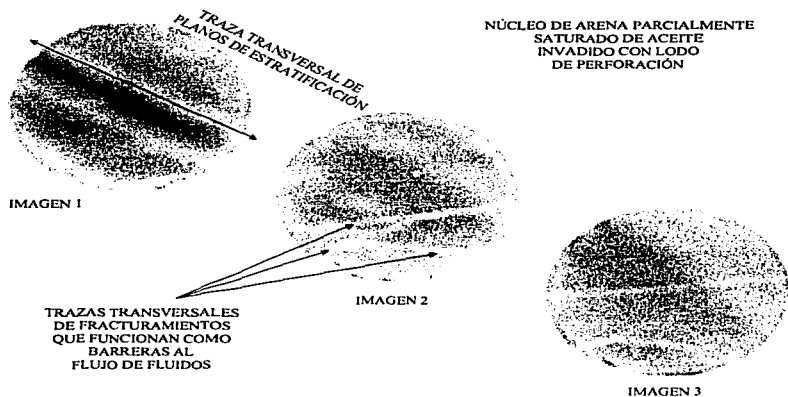 TRAZA TRANSVERSAL DE
PLANOS DE ESTRATIFICACIÓN
NÚCLEO DE ARENA PARCIALMENTE
SATURADO DE ACEITE
INVADIDO CON LODO
DE PERFORACIÓN
IMAGEN 1
IMAGEN 2
TRAZAS TRANSVERSALES
DE FRACTURAMIENTOS
QUE FUNCIONAN COMO
BARRERAS AL
FLUJO DE FLUIDOS
IMAGEN 3